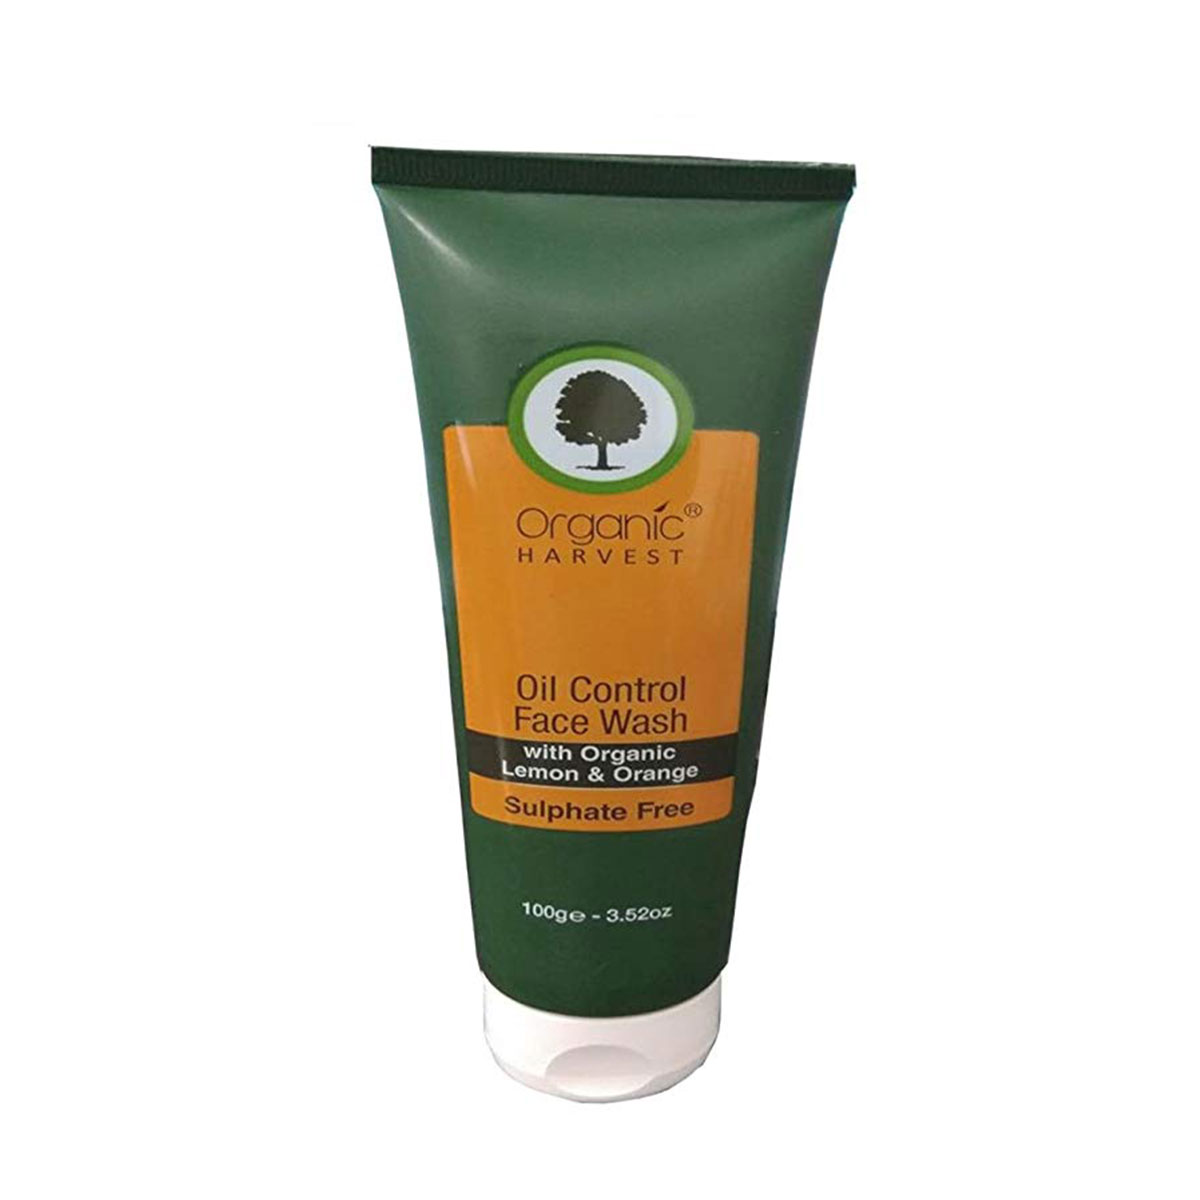 Organic®
HARVEST
Oil Control
Face Wash
with Organic
Lemon & Orange
Sulphate Free
100g℮ - 3.52oz